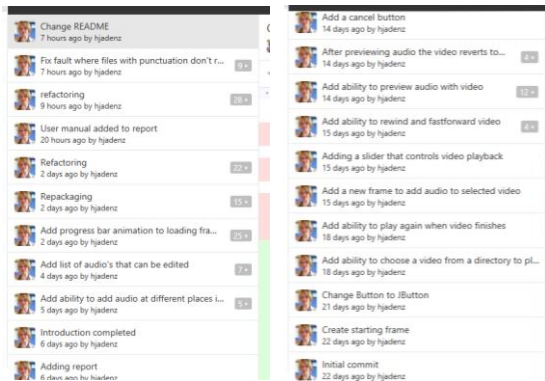 Change README
7 hours ago by hjadenz
Fix fault where files with punctuation don't r...
7 hours ago by hjadenz
9
refactoring
9 hours ago by hjadenz
28
User manual added to report
20 hours ago by hjadenz
Refactoring
2 days ago by hjadenz
22
Repackaging
2 days ago by hjadenz
15
Add progress bar animation to loading fra...
2 days ago by hjadenz
25
Add list of audio's that can be edited
4 days ago by hjadenz
7
Add ability to add audio at different places i...
5 days ago by hjadenz
5
Introduction completed
6 days ago by hjadenz
Adding report
6 days ago by hjadenz
Add a cancel button
14 days ago by hjadenz
After previewing audio the video reverts to...
14 days ago by hjadenz
4
Add ability to preview audio with video
14 days ago by hjadenz
12
Add ability to rewind and fastforward video
15 days ago by hjadenz
4
Adding a slider that controls video playback
15 days ago by hjadenz
Add a new frame to add audio to selected video
15 days ago by hjadenz
Add ability to play again when video finishes
18 days ago by hjadenz
Add ability to choose a video from a directory to pl...
18 days ago by hjadenz
Change Button to JButton
21 days ago by hjadenz
Create starting frame
22 days ago by hjadenz
Initial commit
22 days ago by hjadenz